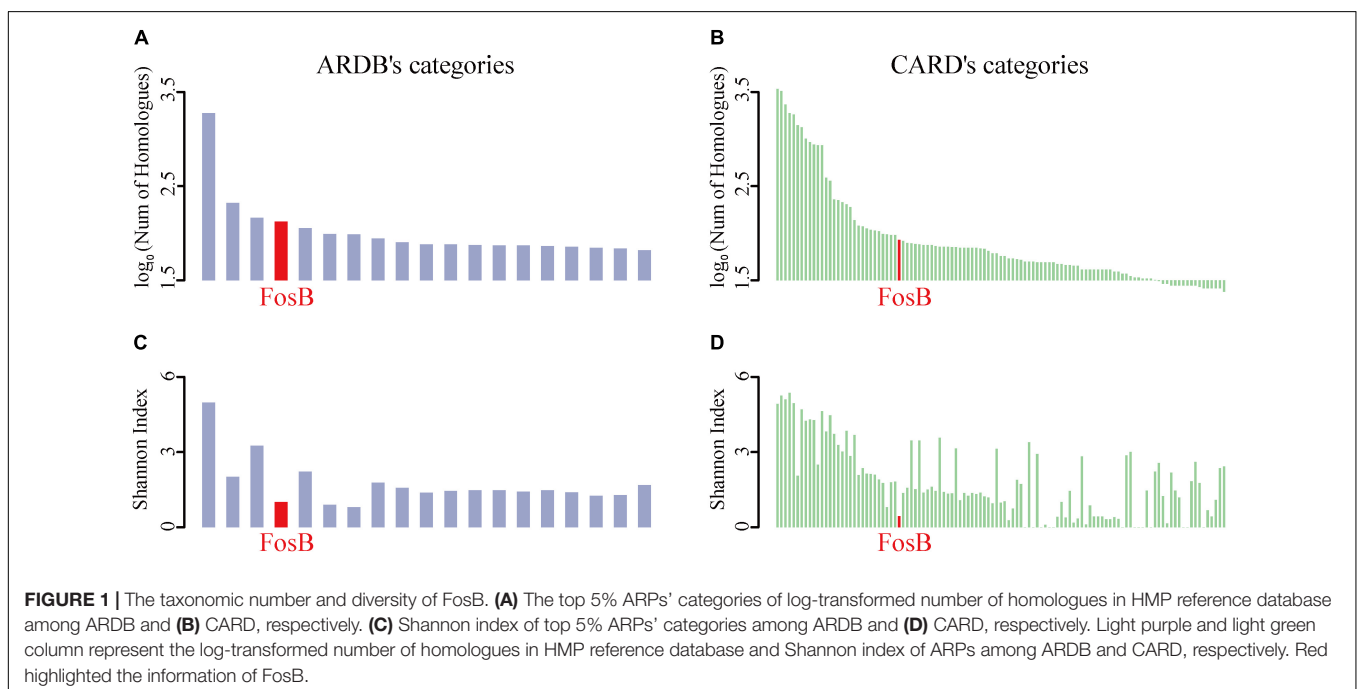 A
ARDB's categories
log₀ (Num of Homologues)
3.5
2.5
1.5
FosB
B
CARD's categories
log₀ (Num of Homologues)
3.5
2.5
1.5
FosB
C
Shannon Index
6
3
0
FosB
D
Shannon Index
6
3
0
FosB
FIGURE 1 | The taxonomic number and diversity of FosB. (A) The top 5% ARPs' categories of log-transformed number of homologues in HMP reference database
among ARDB and (B) CARD, respectively. (C) Shannon index of top 5% ARPs' categories among ARDB and (D) CARD, respectively. Light purple and light green
column represent the log-transformed number of homologues in HMP reference database and Shannon index of ARPs among ARDB and CARD, respectively. Red
highlighted the information of FosB.